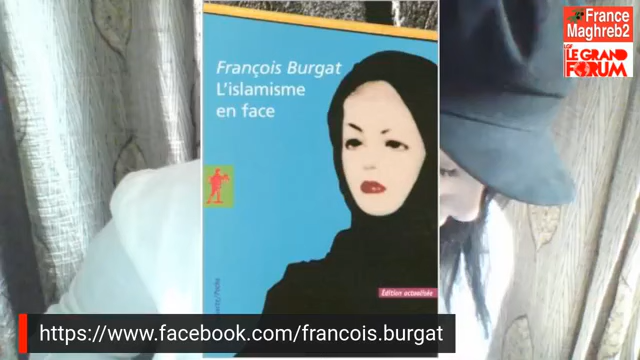 François Burgat
L'islamisme
en face
Édition actualisée
France
Maghreb2
LE GRAND
FORUM
https://www.facebook.com/francois.burgat